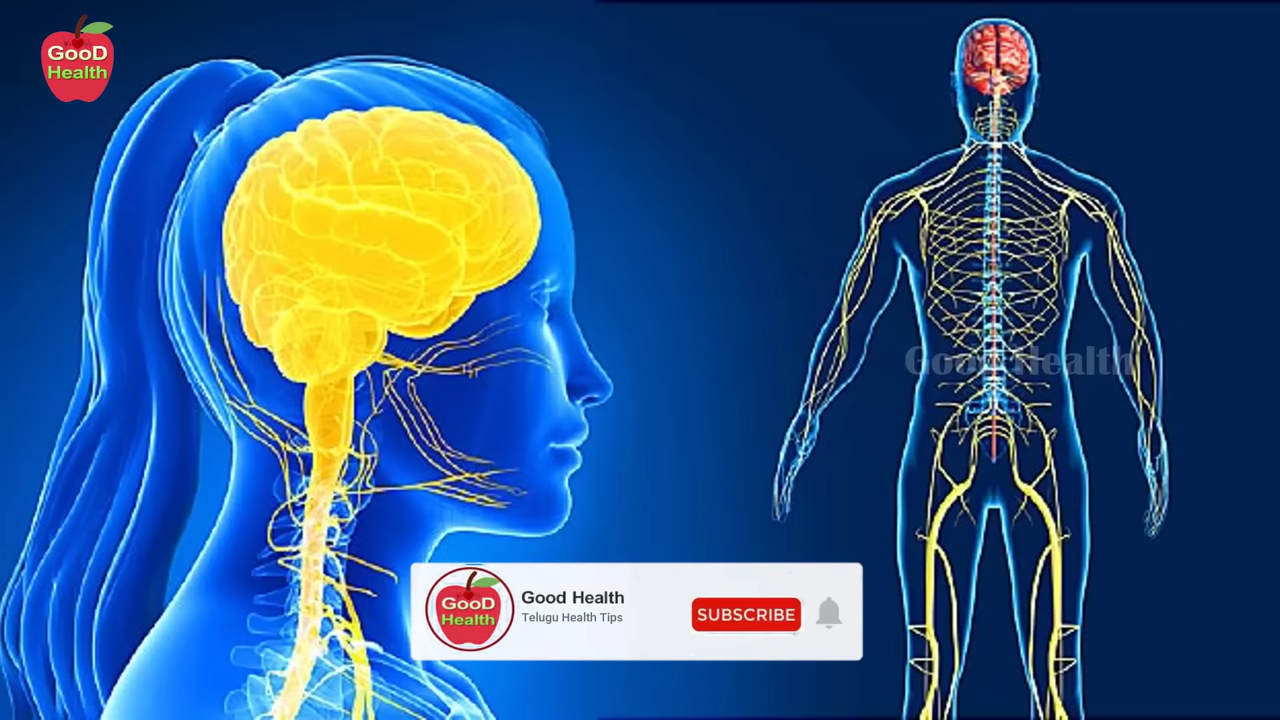 GooD
Health
Good Health
GooD
Health
Good Health
Telugu Health Tips
SUBSCRIBE